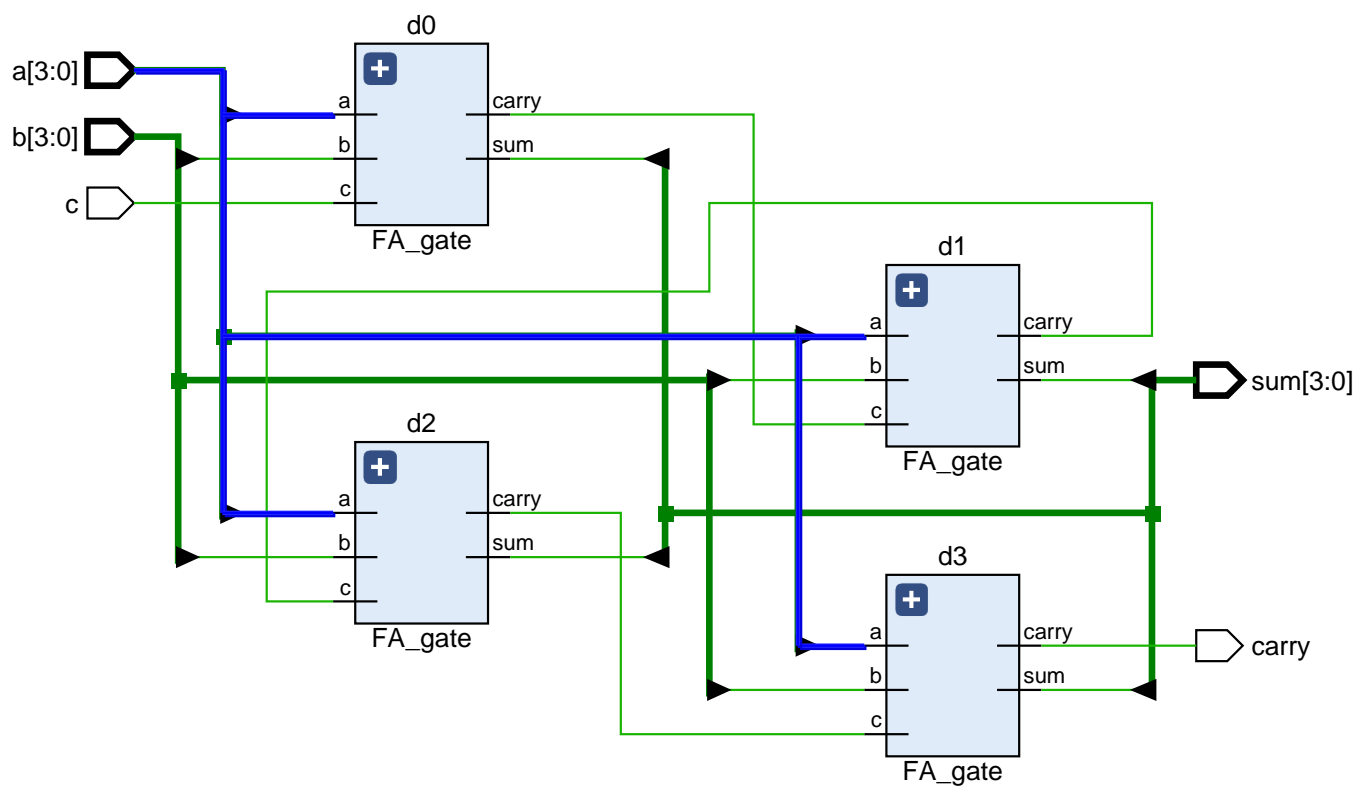 d0
a[3:0]
a
carry
b[3:0]
b
sum
c
c
FA_gate
d1
a
carry
b
sum
sum[3:0]
c
FA_gate
d2
a
carry
b
sum
c
FA_gate
d3
a
carry
carry
b
sum
c
FA_gate